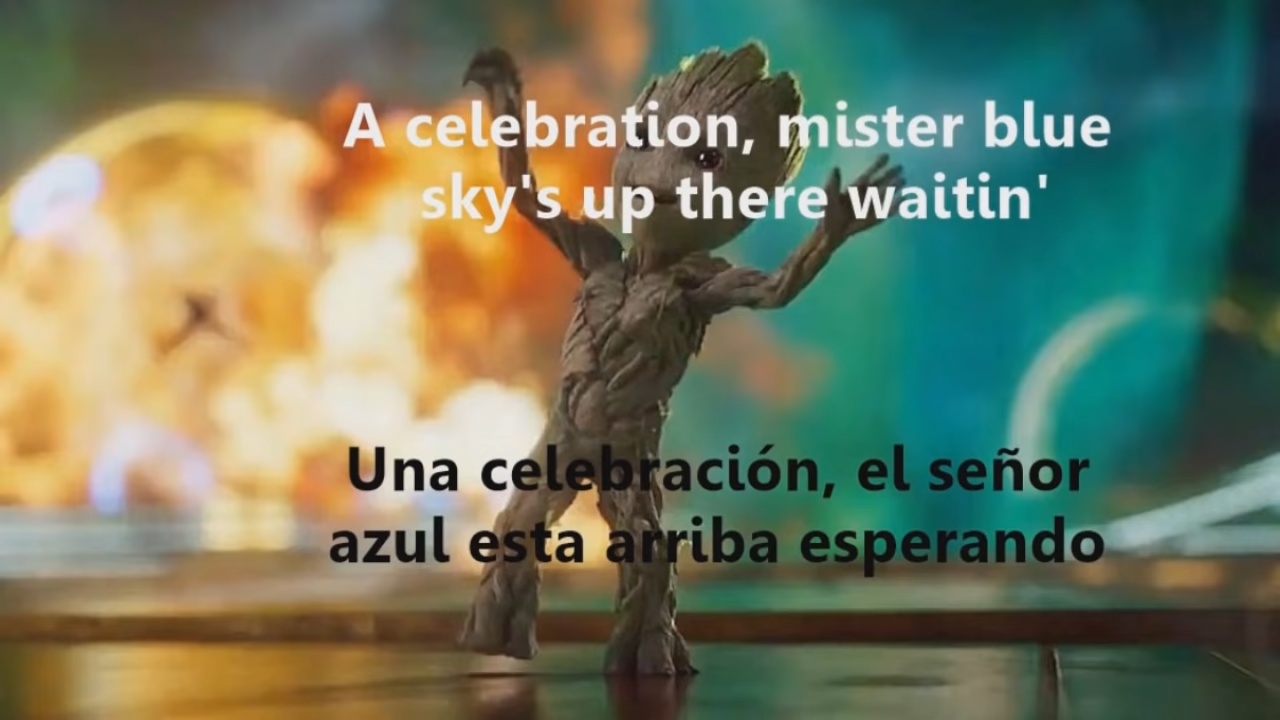 A celebration, mister blue
sky's up there waitin'
Una celebración, el señor
azul esta arriba esperando